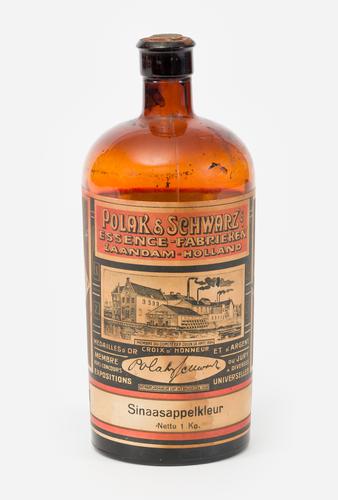 POLAK & SCHWARZ'S
ESSENCE-FABRIEKEN
ZAANDAM-HOLLAND
MEDAILLES D'OR ET D'ARGENT
CROIX D'HONNEUR
MEMBRE DU JURY
HORS CONCOURS A DIVERSES
EXPOSITIONS UNIVERSELLES
Polak & Schwarz
Sinaasappelkleur
Netto 1 Kg.